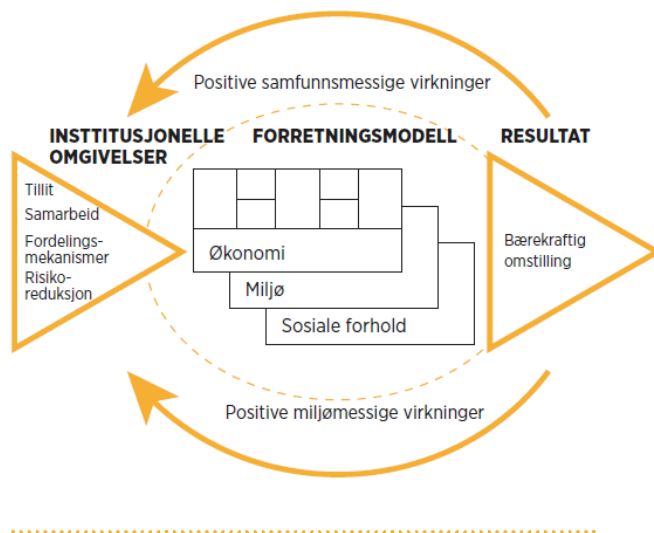 Positive samfunnsmessige virkninger
INSTTITUSJONELLE
OMGIVELSER
FORRETNINGSMODELL
RESULTAT
Tillit
Samarbeid
Fordelings-
mekanismer
Risiko-
reduksjon
Økonomi
Miljø
Sosiale forhold
Bærekraftig
omstilling
Positive miljømessige virkninger